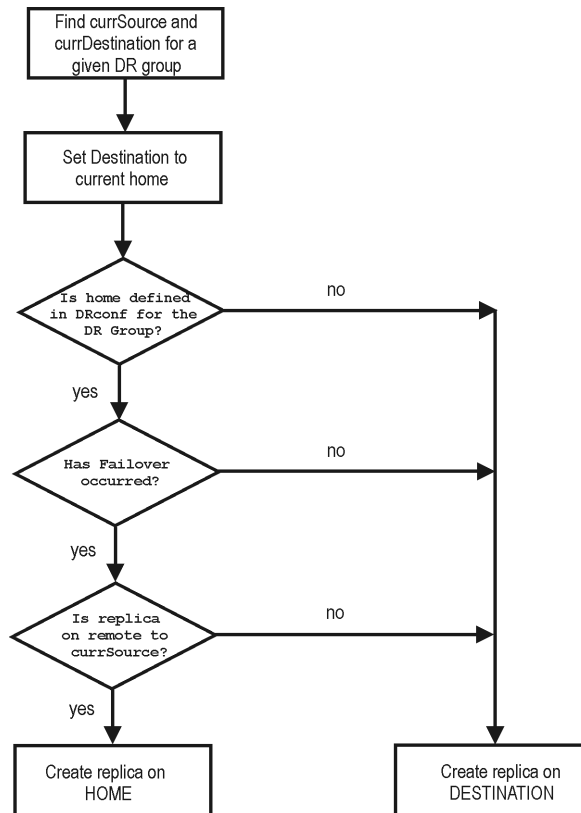 Find currSource and
currDestination for a
given DR group
Set Destination to
current home
Is home defined
in DRconf for the
DR Group?
no
yes
Has Failover
occurred?
no
yes
Is replica
on remote to
currSource?
no
yes
Create replica on
HOME
Create replica on
DESTINATION